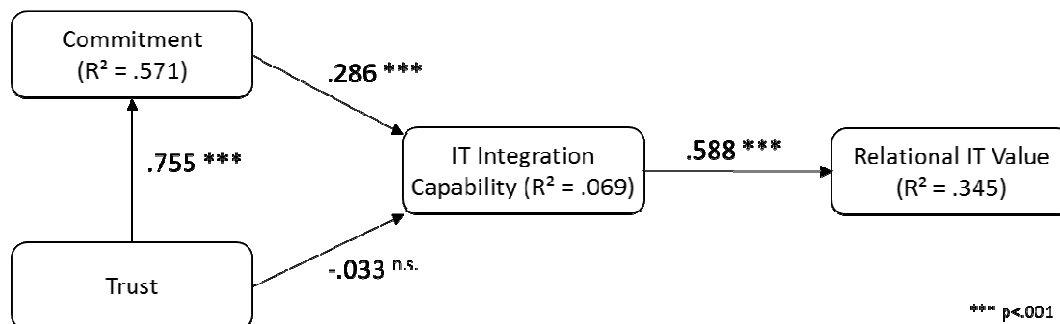 Commitment
(R² = .571)
.286 ***
.755 ***
IT Integration
Capability (R² = .069)
.588 ***
Relational IT Value
(R² = .345)
Trust
-.033 n.s.
*** p<.001